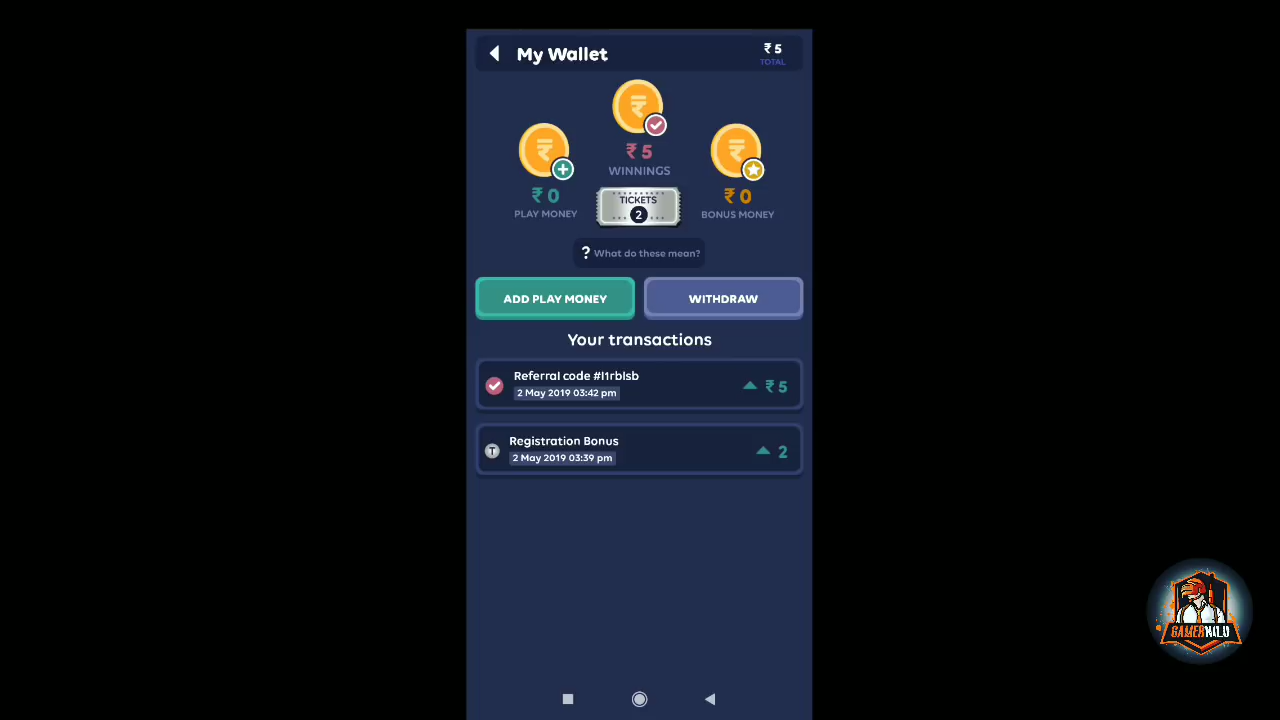 My Wallet
₹ 5
TOTAL
₹ 5
WINNINGS
₹ 0
PLAY MONEY
TICKETS
2
₹ 0
BONUS MONEY
? What do these mean?
ADD PLAY MONEY
WITHDRAW
Your transactions
Referral code #l1rblsb
2 May 2019 03:42 pm
₹ 5
T
Registration Bonus
2 May 2019 03:39 pm
2
GAMER MALU